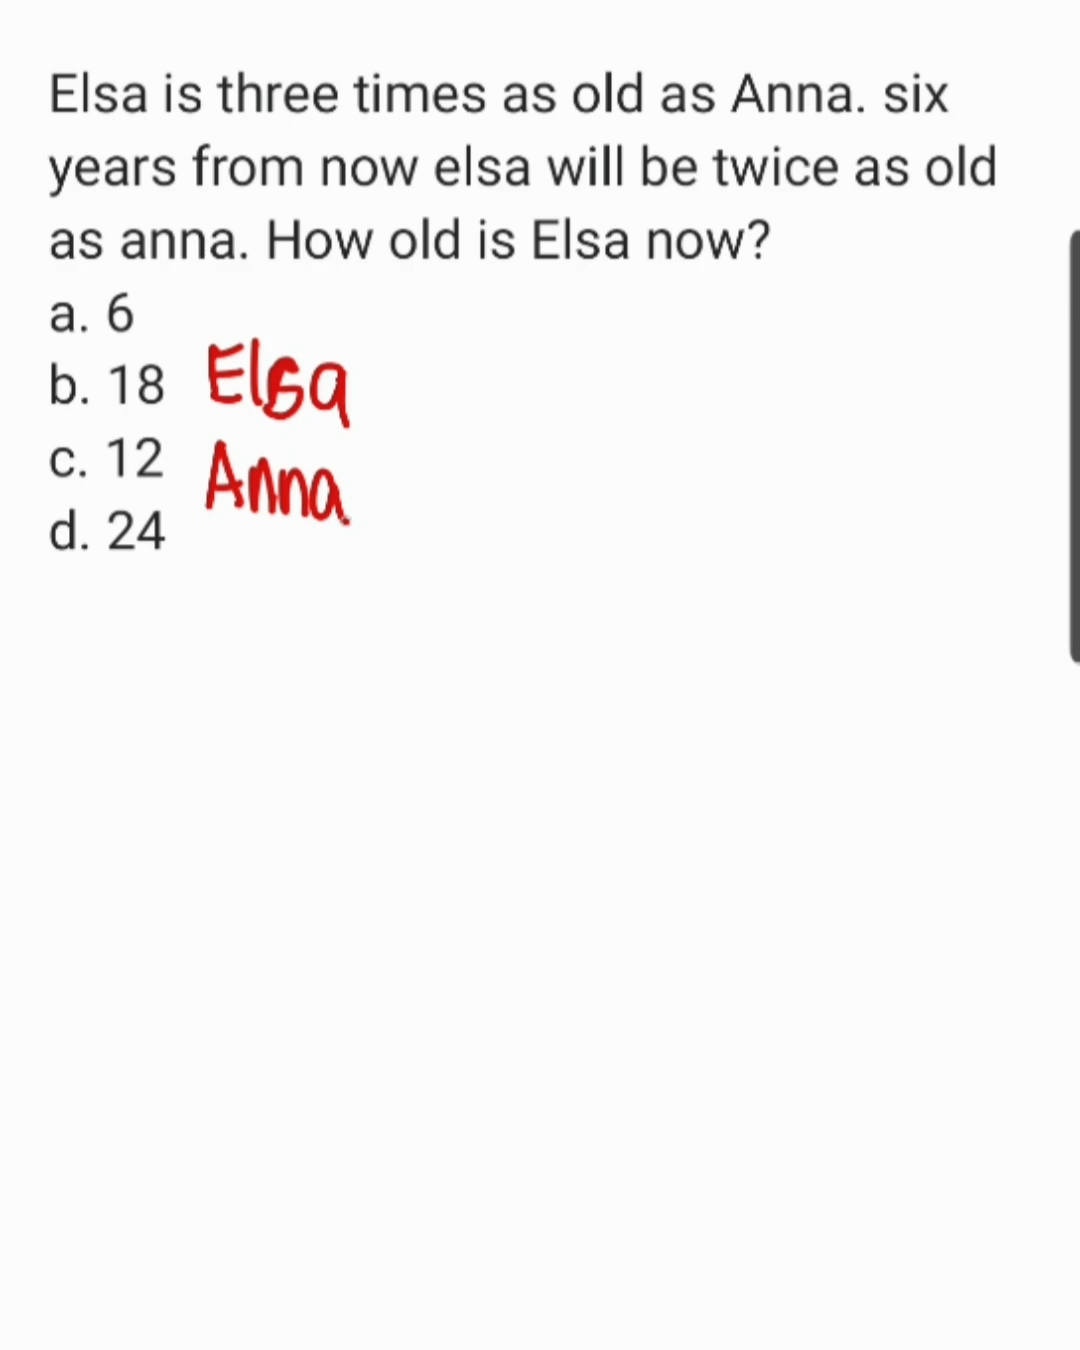 Elsa is three times as old as Anna. six
years from now elsa will be twice as old
as anna. How old is Elsa now?
a. 6
b. 18 Elsa
c. 12 Anna.
d. 24